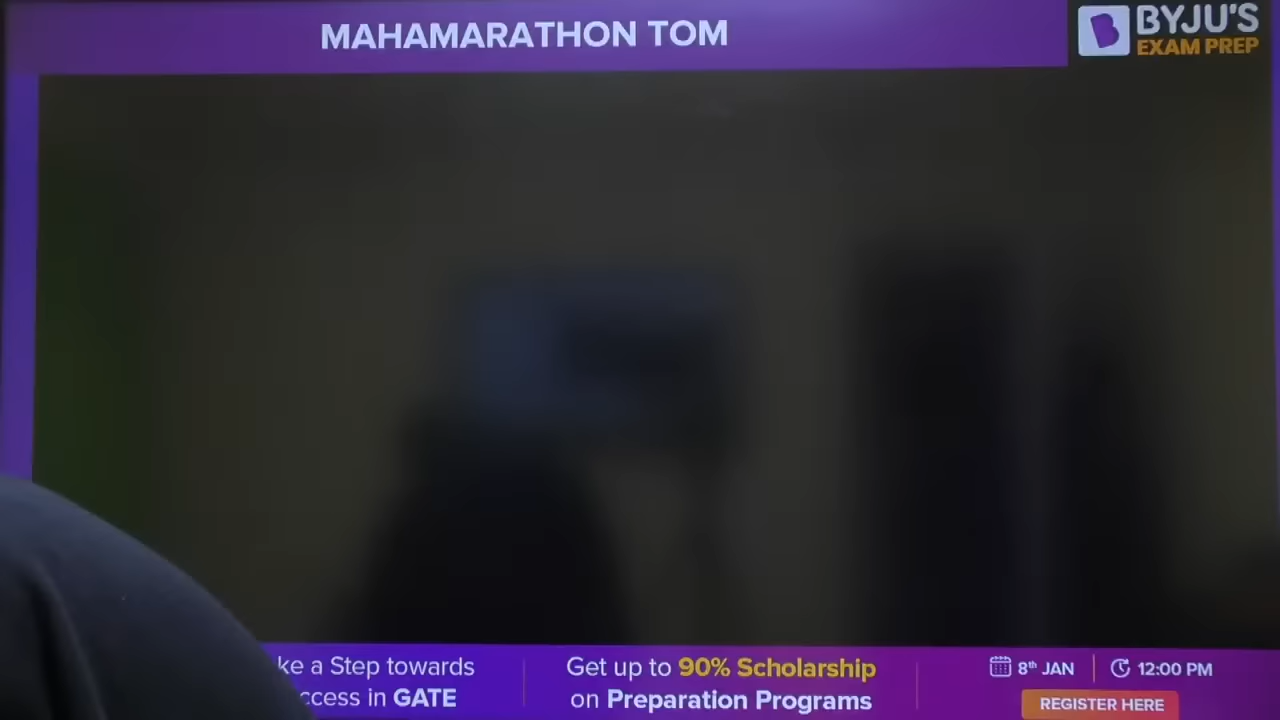 MAHAMARATHON TOM
BYJU'S
EXAM PREP
ke a Step towards
ccess in GATE
Get up to 90% Scholarship
on Preparation Programs
8th JAN
12:00 PM
REGISTER HERE